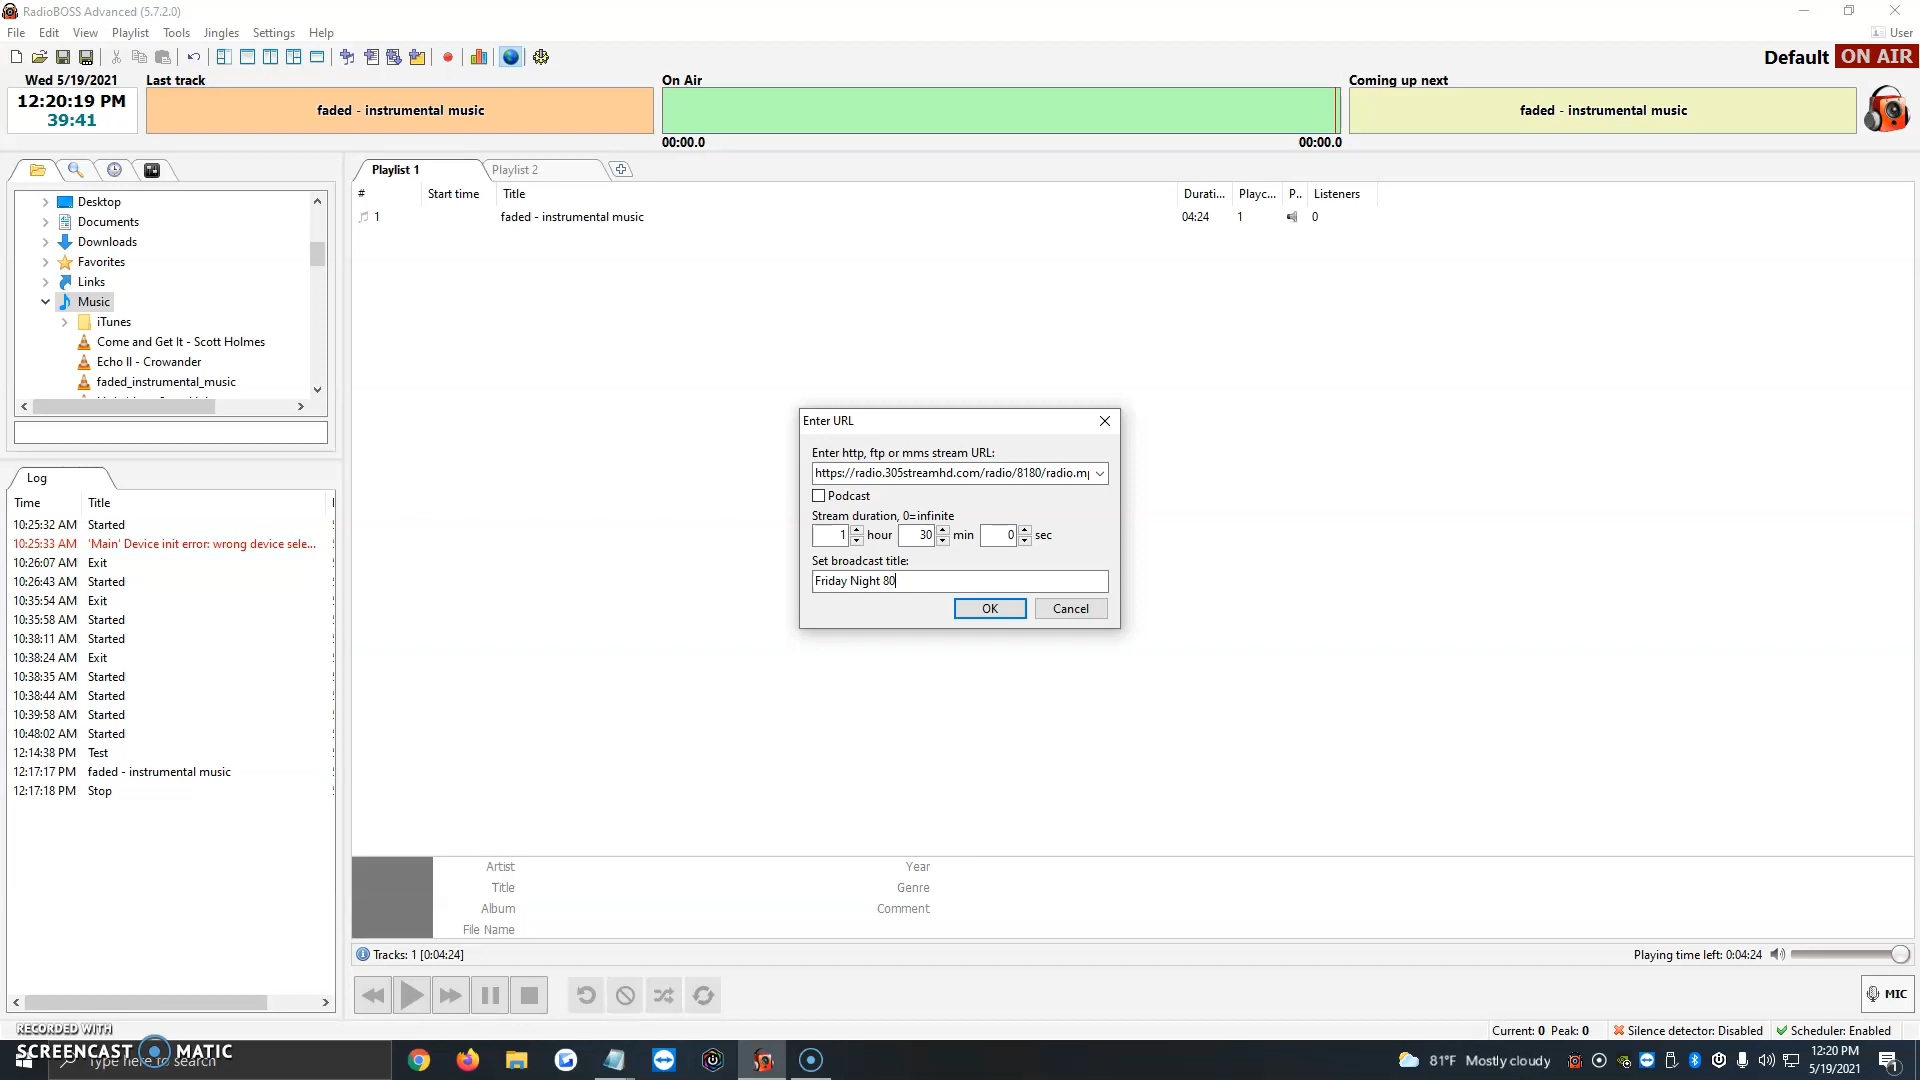 RadioBOSS Advanced (5.7.2.0)
File Edit View Playlist Tools Jingles Settings Help
User
Default ON AIR
Wed 5/19/2021
12:20:19 PM
39:41
Last track
faded - instrumental music
On Air
00:00.0 00:00.0
Coming up next
faded - instrumental music
Desktop
Documents
Downloads
Favorites
Links
Music
iTunes
Come and Get It - Scott Holmes
Echo II - Crowander
faded_instrumental_music
Playlist 1 Playlist 2
# Start time Title Durati... Playc... P.. Listeners
1 faded - instrumental music 04:24 1 0
Enter URL
Enter http, ftp or mms stream URL:
https://radio.305streamhd.com/radio/8180/radio.mp
Podcast
Stream duration, 0=infinite
1 hour 30 min 0 sec
Set broadcast title:
Friday Night 80
OK Cancel
Log
Time Title
10:25:32 AM Started
10:25:33 AM 'Main' Device init error: wrong device sele...
10:26:07 AM Exit
10:26:43 AM Started
10:35:54 AM Exit
10:35:58 AM Started
10:38:11 AM Started
10:38:24 AM Exit
10:38:35 AM Started
10:38:44 AM Started
10:39:58 AM Started
10:48:02 AM Started
12:14:38 PM Test
12:17:17 PM faded - instrumental music
12:17:18 PM Stop
Artist Year
Title Genre
Album Comment
File Name
Tracks: 1 [0:04:24]
Playing time left: 0:04:24
MIC
Current: 0 Peak: 0 Silence detector: Disabled Scheduler: Enabled
RECORDED WITH
SCREENCAST MATIC
Type here to search
81°F Mostly cloudy
12:20 PM
5/19/2021
1